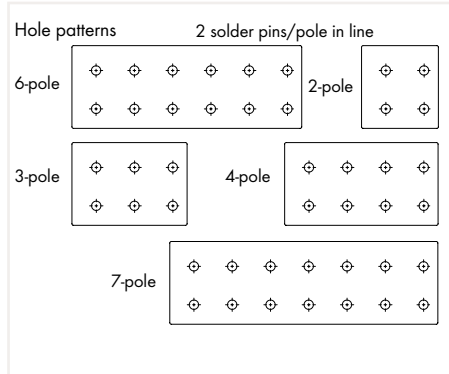 Hole patterns 2 solder pins/pole in line
6-pole
2-pole
3-pole
4-pole
7-pole